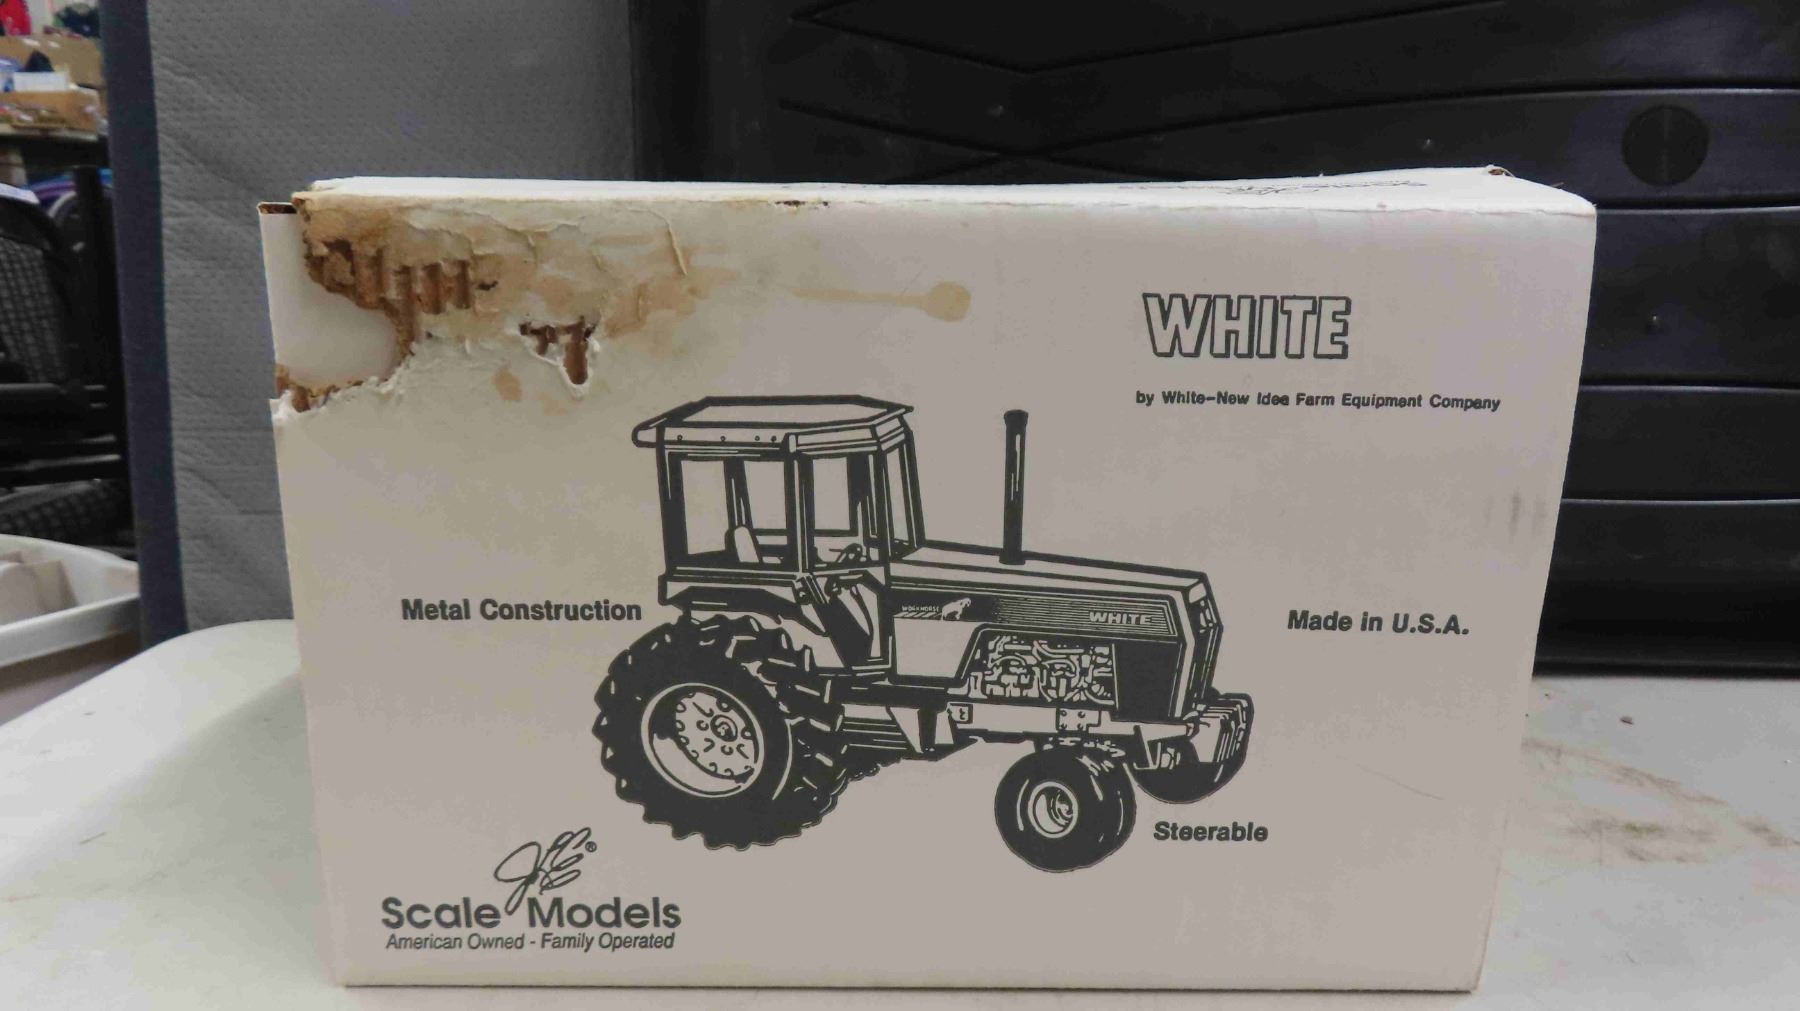 WHITE
by White-New Idea Farm Equipment Company
WORKHORSE
WHITE
Metal Construction
Made in U.S.A.
Steerable
JLE®
Scale Models
American Owned - Family Operated